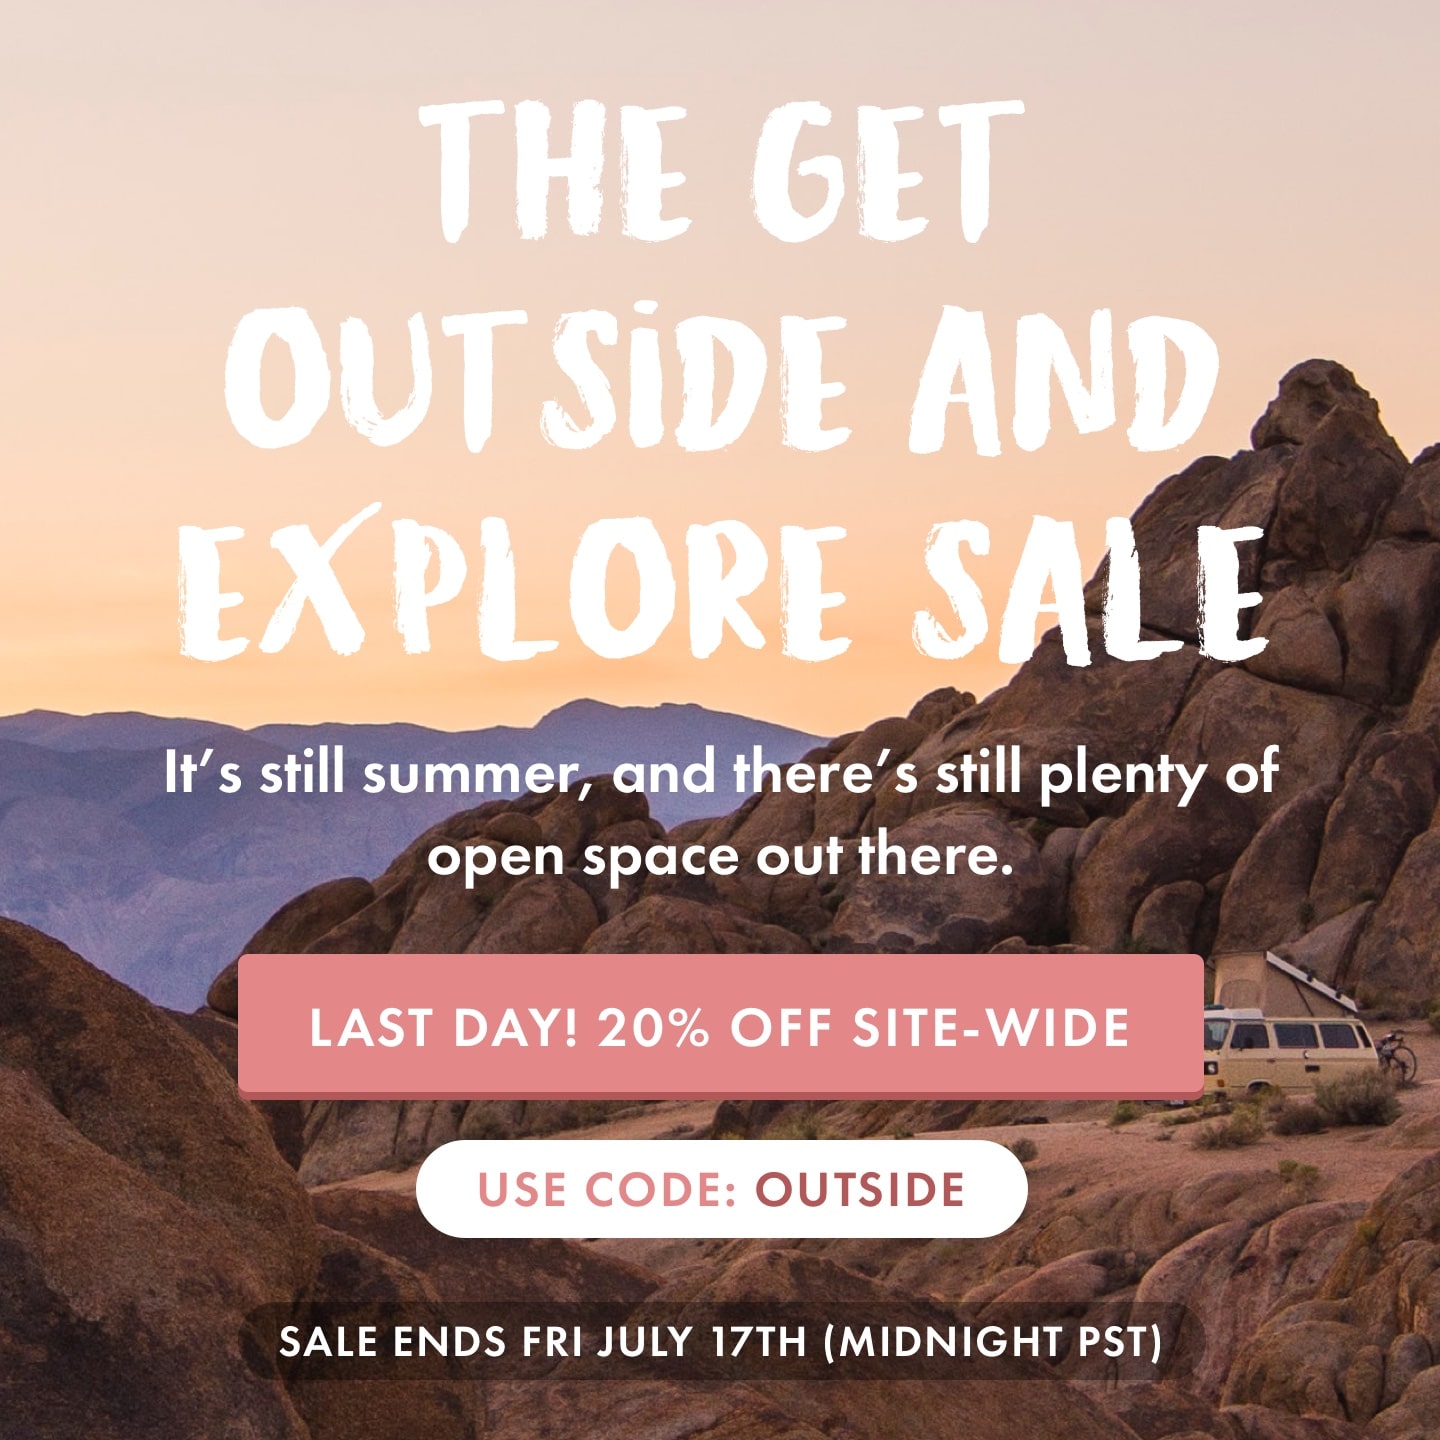 THE GET
OUTSIDE AND
EXPLORE SALE
It’s still summer, and there’s still plenty of
open space out there.
LAST DAY! 20% OFF SITE-WIDE
USE CODE: OUTSIDE
SALE ENDS FRI JULY 17TH (MIDNIGHT PST)